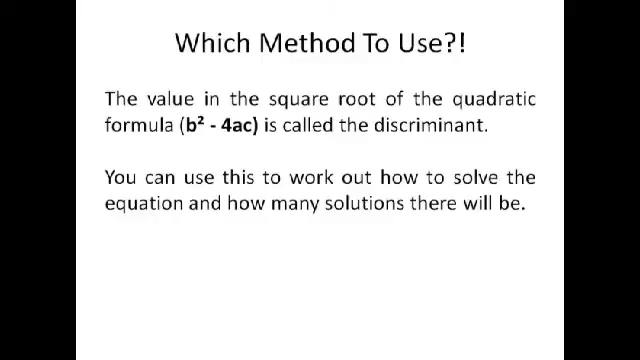 Which Method To Use?!
The value in the square root of the quadratic
formula (b² - 4ac) is called the discriminant.
You can use this to work out how to solve the
equation and how many solutions there will be.